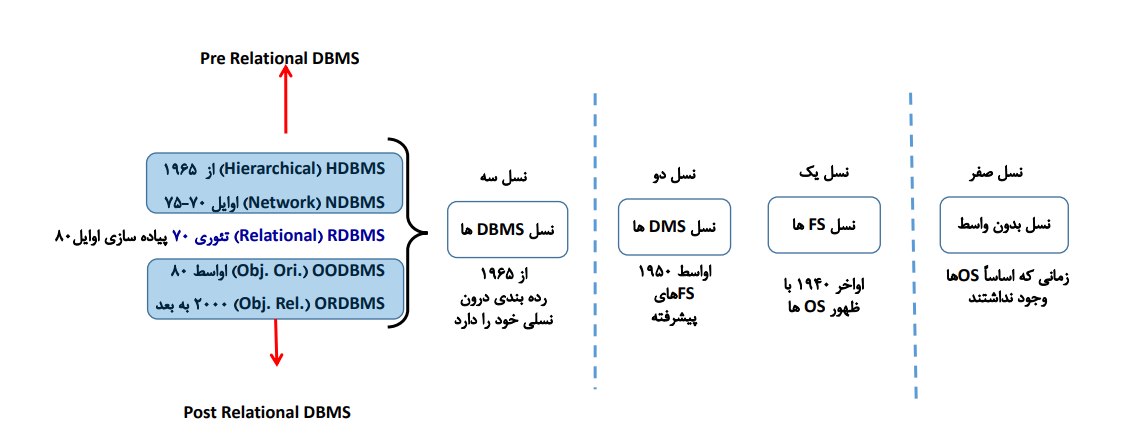 Pre Relational DBMS
نسل صفر
نسل بدون واسط
زمانی که اساساً OSها
وجود نداشتند
نسل یک
نسل FS ها
اواخر ۱۹۴۰ با
ظهور OS ها
نسل دو
نسل DMS ها
اواسط ۱۹۵۰
FSهای
پیشرفته
نسل سه
نسل DBMS ها
از ۱۹۶۵
رده بندی درون
نسلی خود را دارد
HDBMS (Hierarchical) از ۱۹۶۵
NDBMS (Network) اوایل ۷۰-۷۵
RDBMS (Relational) تئوری ۷۰ پیاده سازی اوایل۸۰
OODBMS (Obj. Ori.) اواسط ۸۰
ORDBMS (Obj. Rel.) ۲۰۰۰ به بعد
Post Relational DBMS